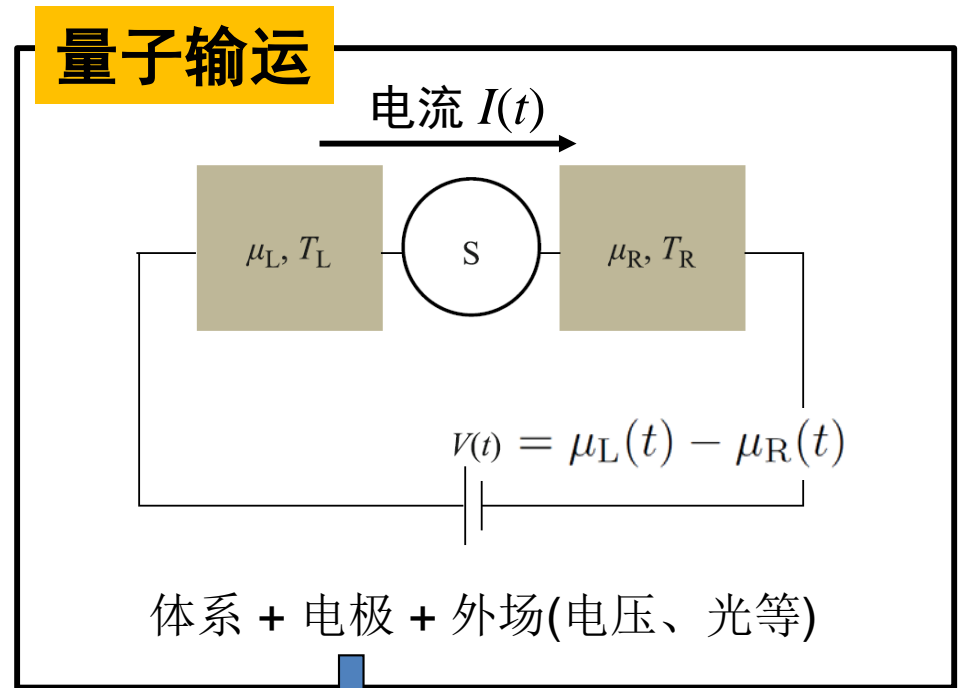 量子输运
电流 I(t)
μL, TL
S
μR, TR
V(t) = μL(t) − μR(t)
体系 + 电极 + 外场(电压、光等)